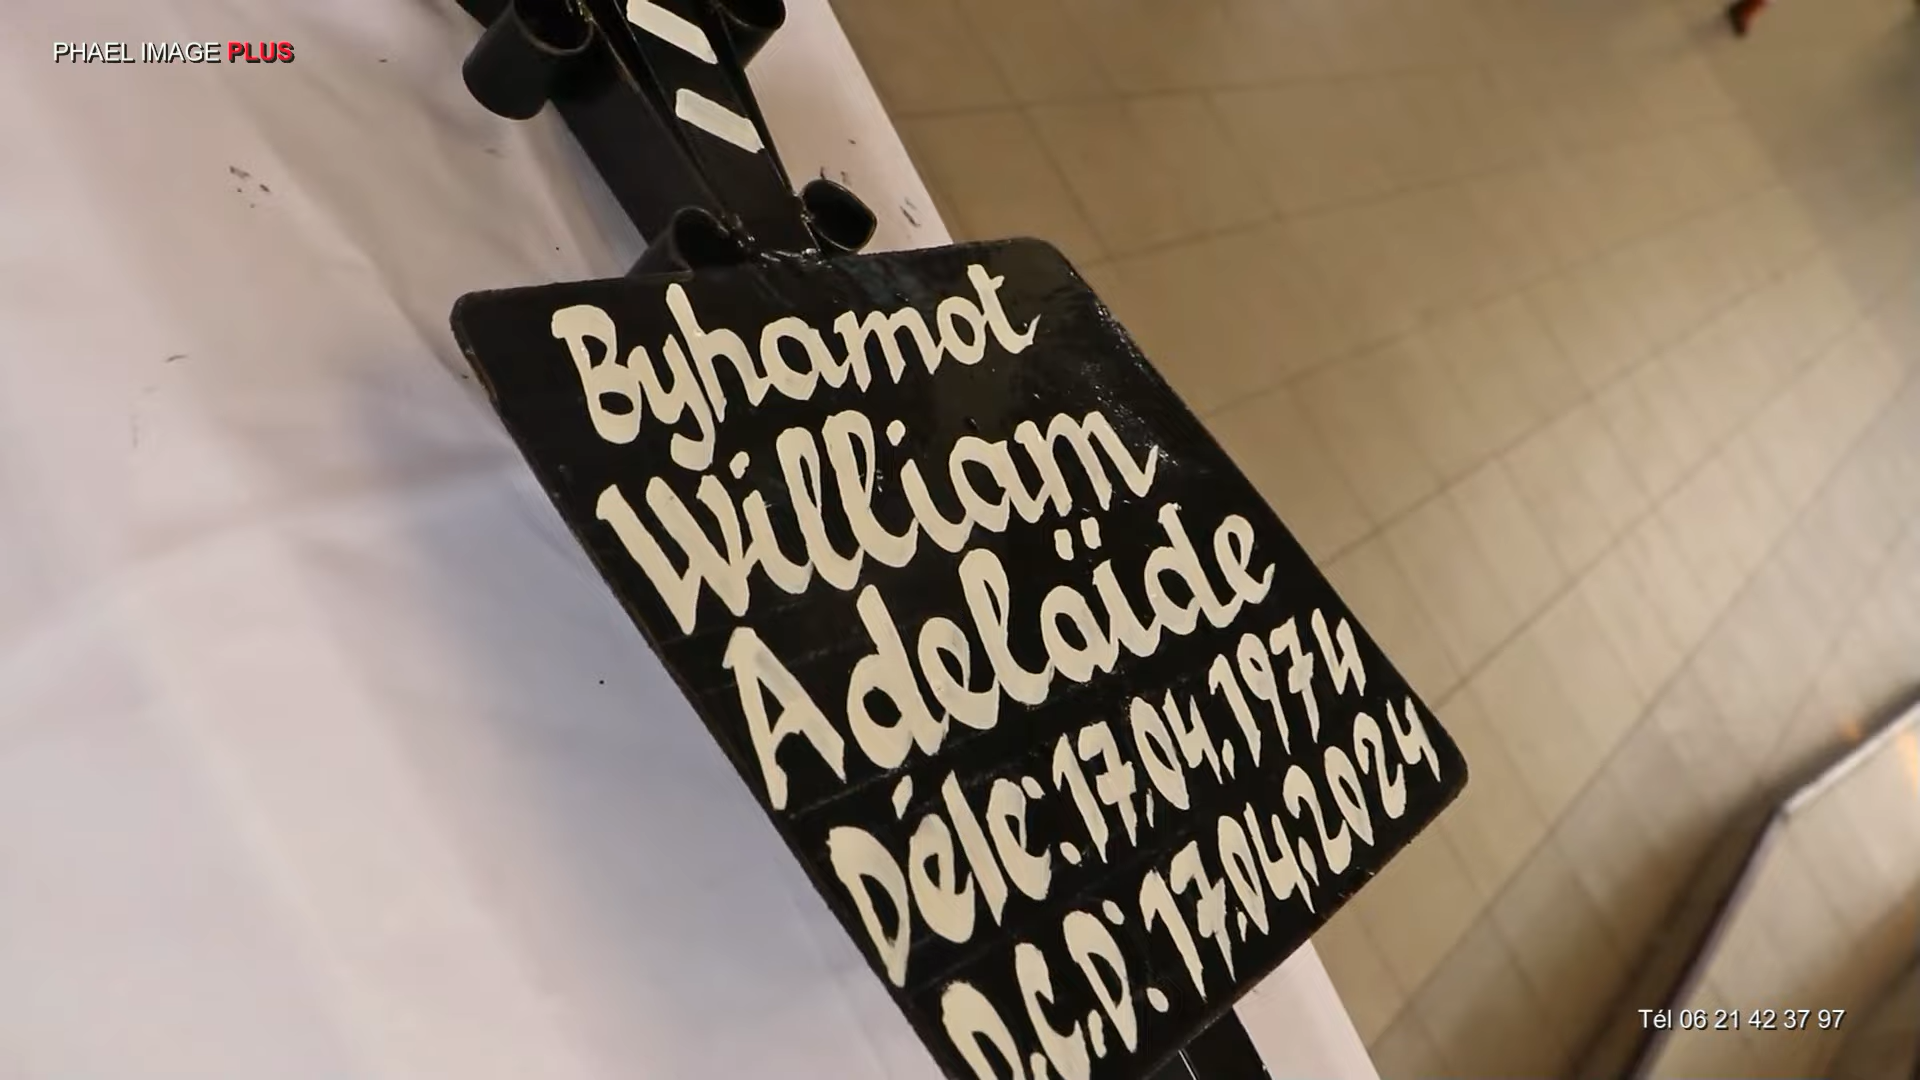 PHAEL IMAGE PLUS
Byhamot
William
Adelaïde
Déle:17.04.1974
D.C.D:17.04.2024
Tél 06 21 42 37 97